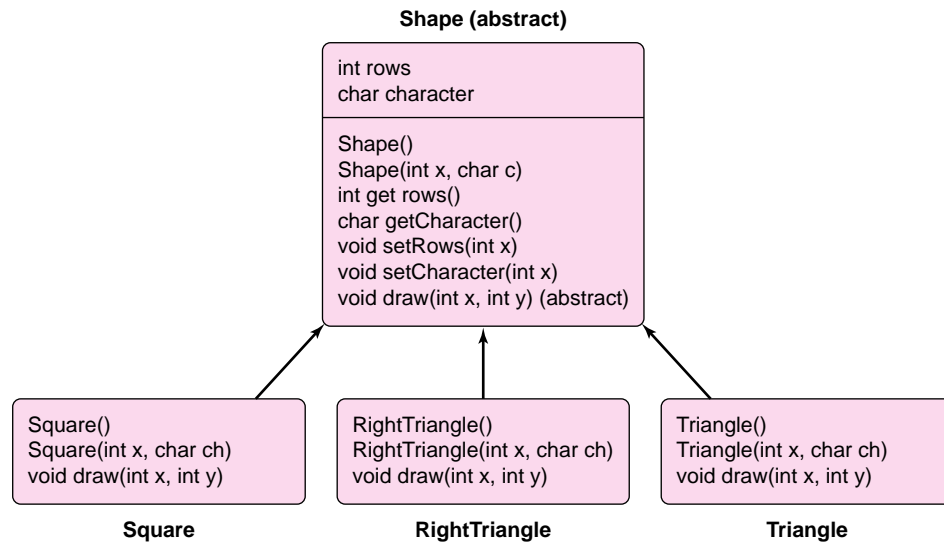 Shape (abstract)
int rows
char character
Shape()
Shape(int x, char c)
int get rows()
char getCharacter()
void setRows(int x)
void setCharacter(int x)
void draw(int x, int y) (abstract)
Square()
Square(int x, char ch)
void draw(int x, int y)
Square
RightTriangle()
RightTriangle(int x, char ch)
void draw(int x, int y)
RightTriangle
Triangle()
Triangle(int x, char ch)
void draw(int x, int y)
Triangle